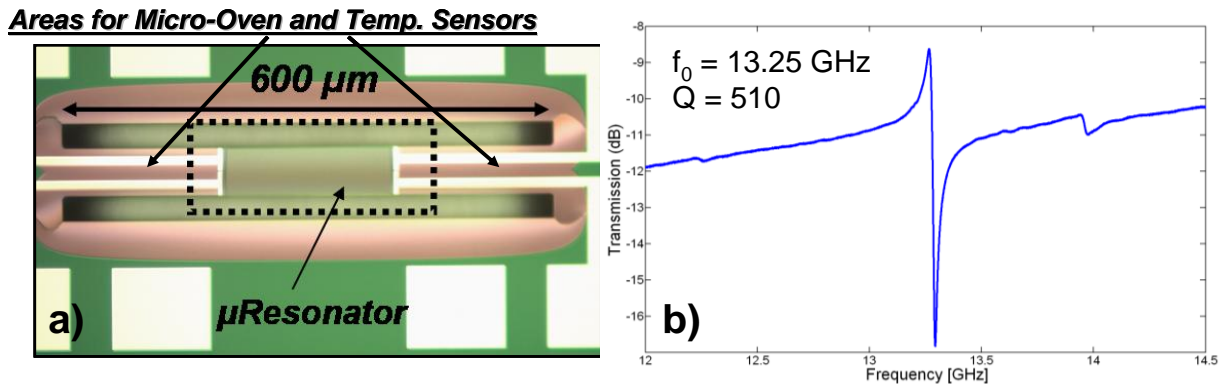 Areas for Micro-Oven and Temp. Sensors
600 µm
µResonator
a)
f0 = 13.25 GHz
Q = 510
-8
-9
-10
-11
-12
-13
-14
-15
-16
Transmission (dB)
12
12.5
13
13.5
14
14.5
Frequency [GHz]
b)